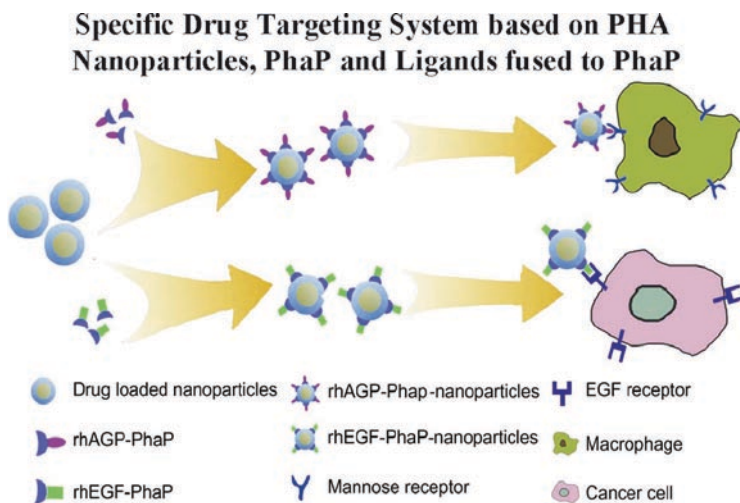 Specific Drug Targeting System based on PHA
Nanoparticles, PhaP and Ligands fused to PhaP
Drug loaded nanoparticles
rhAGP-Phap-nanoparticles
EGF receptor
rhAGP-PhaP
rhEGF-PhaP-nanoparticles
Macrophage
rhEGF-PhaP
Mannose receptor
Cancer cell